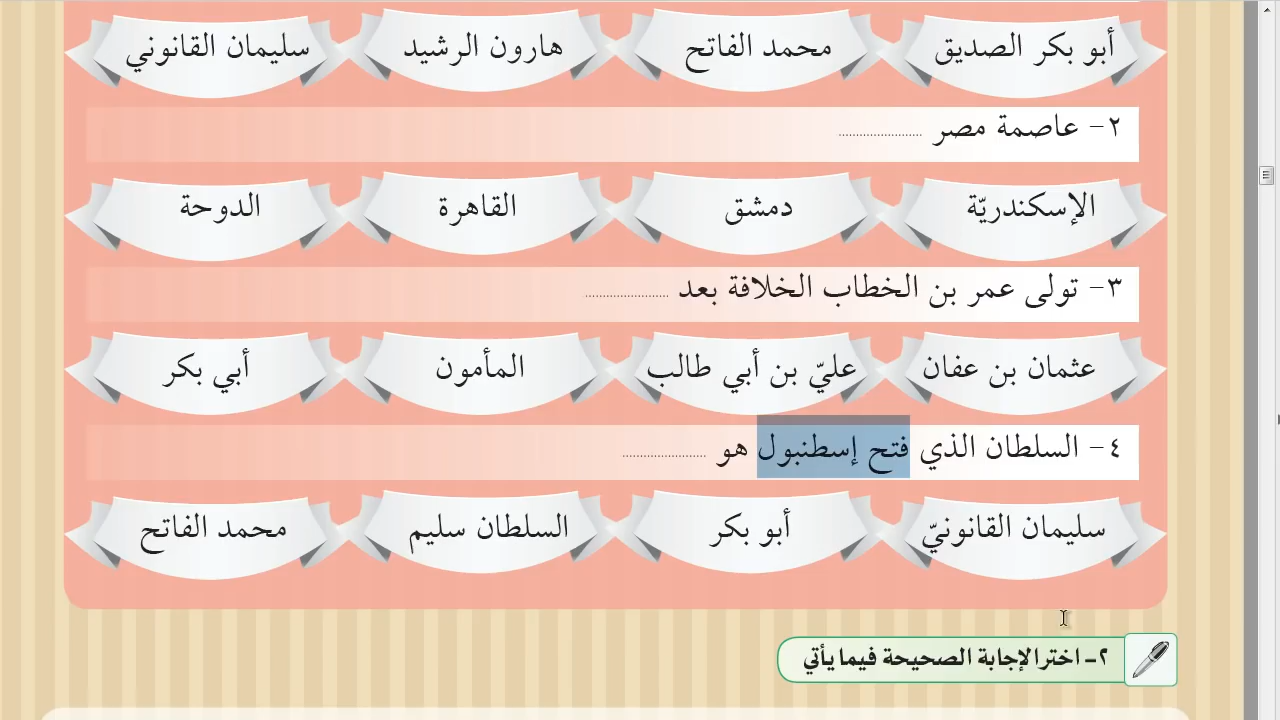 أبو بكر الصديق محمد الفاتح هارون الرشيد سليمان القانوني
٢- عاصمة مصر ........................
الإسكندريّة دمشق القاهرة الدوحة
٣- تولى عمر بن الخطاب الخلافة بعد ........................
عثمان بن عفان عليّ بن أبي طالب المأمون أبي بكر
٤- السلطان الذي فتح إسطنبول هو ........................
سليمان القانونيّ أبو بكر السلطان سليم محمد الفاتح
٢- اختر الإجابة الصحيحة فيما يأتي